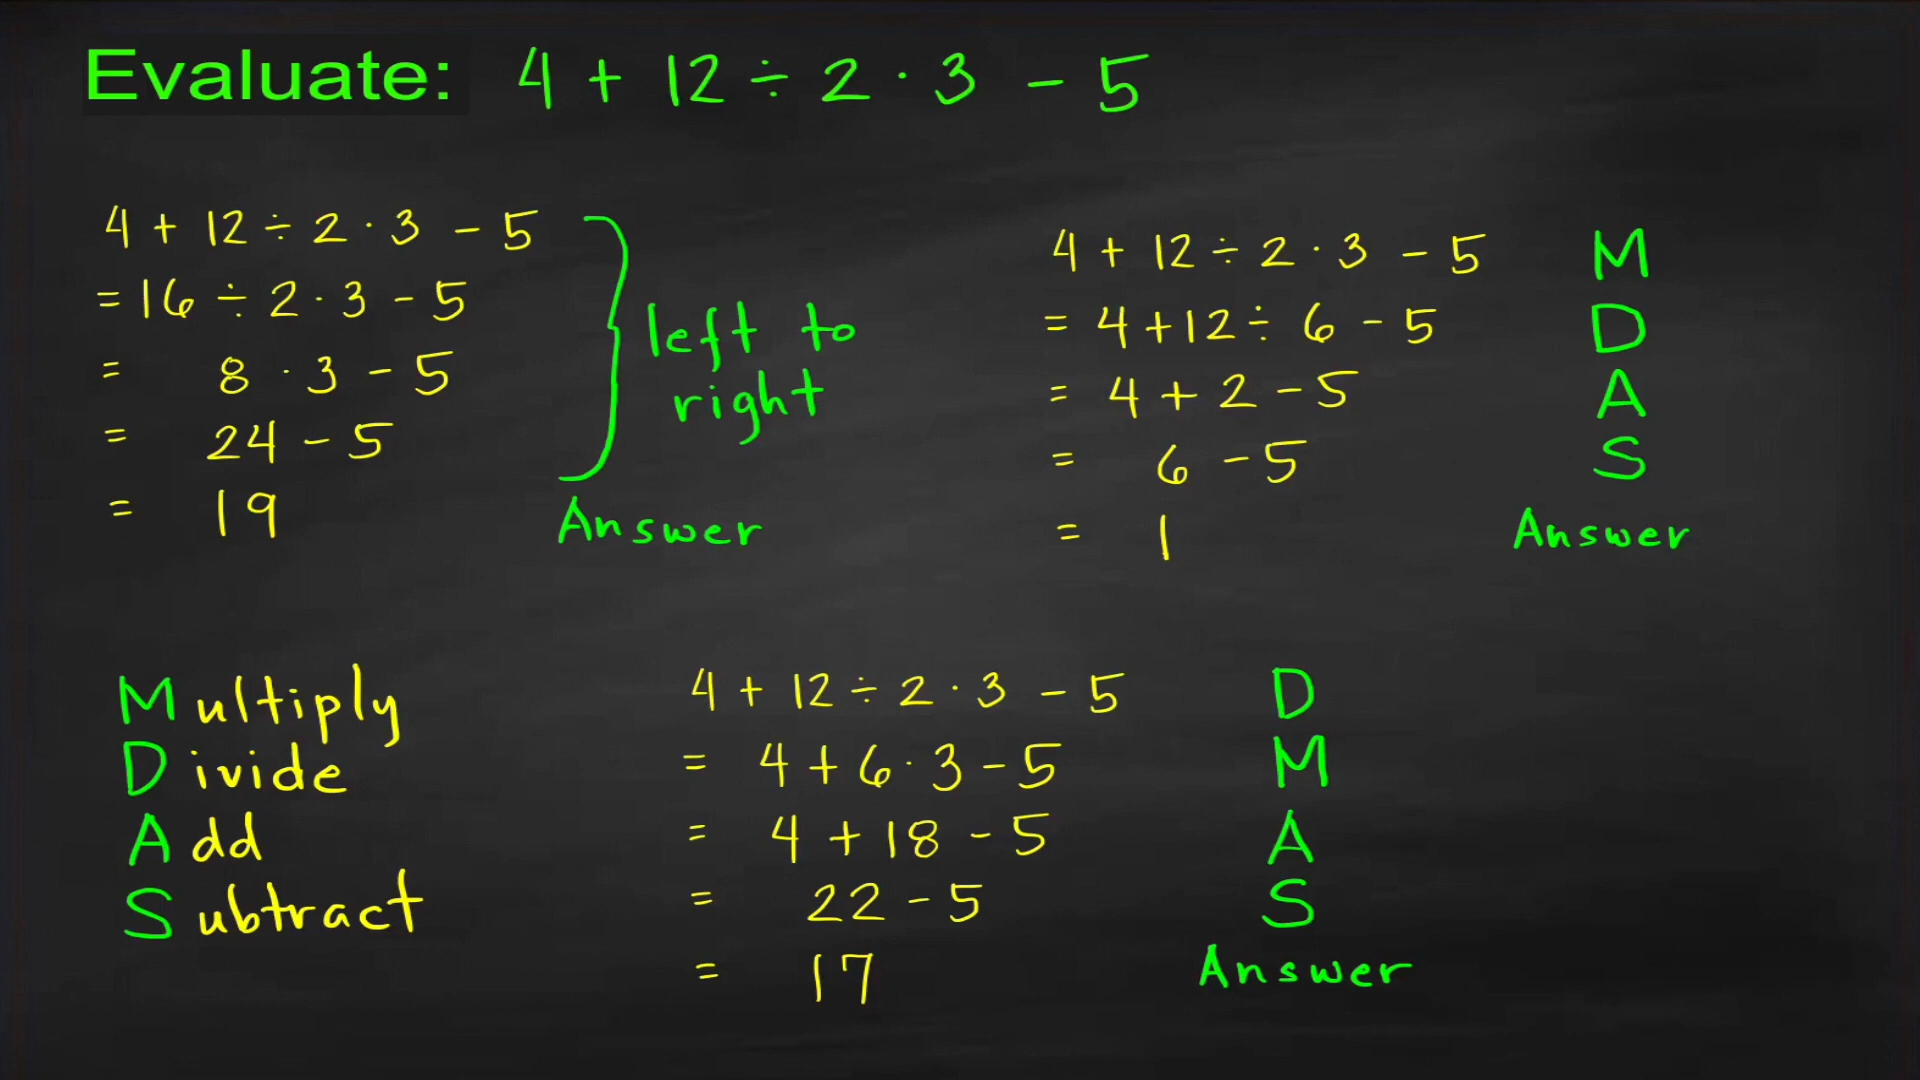 Evaluate: 4 + 12 ÷ 2 · 3 - 5
4 + 12 ÷ 2 · 3 - 5
= 16 ÷ 2 · 3 - 5
= 8 · 3 - 5
= 24 - 5
= 19
left to
right
Answer
4 + 12 ÷ 2 · 3 - 5 M
= 4 + 12 ÷ 6 - 5 D
= 4 + 2 - 5 A
= 6 - 5 S
= 1 Answer
Multiply
Divide
Add
Subtract
4 + 12 ÷ 2 · 3 - 5 D
= 4 + 6 · 3 - 5 M
= 4 + 18 - 5 A
= 22 - 5 S
= 17 Answer